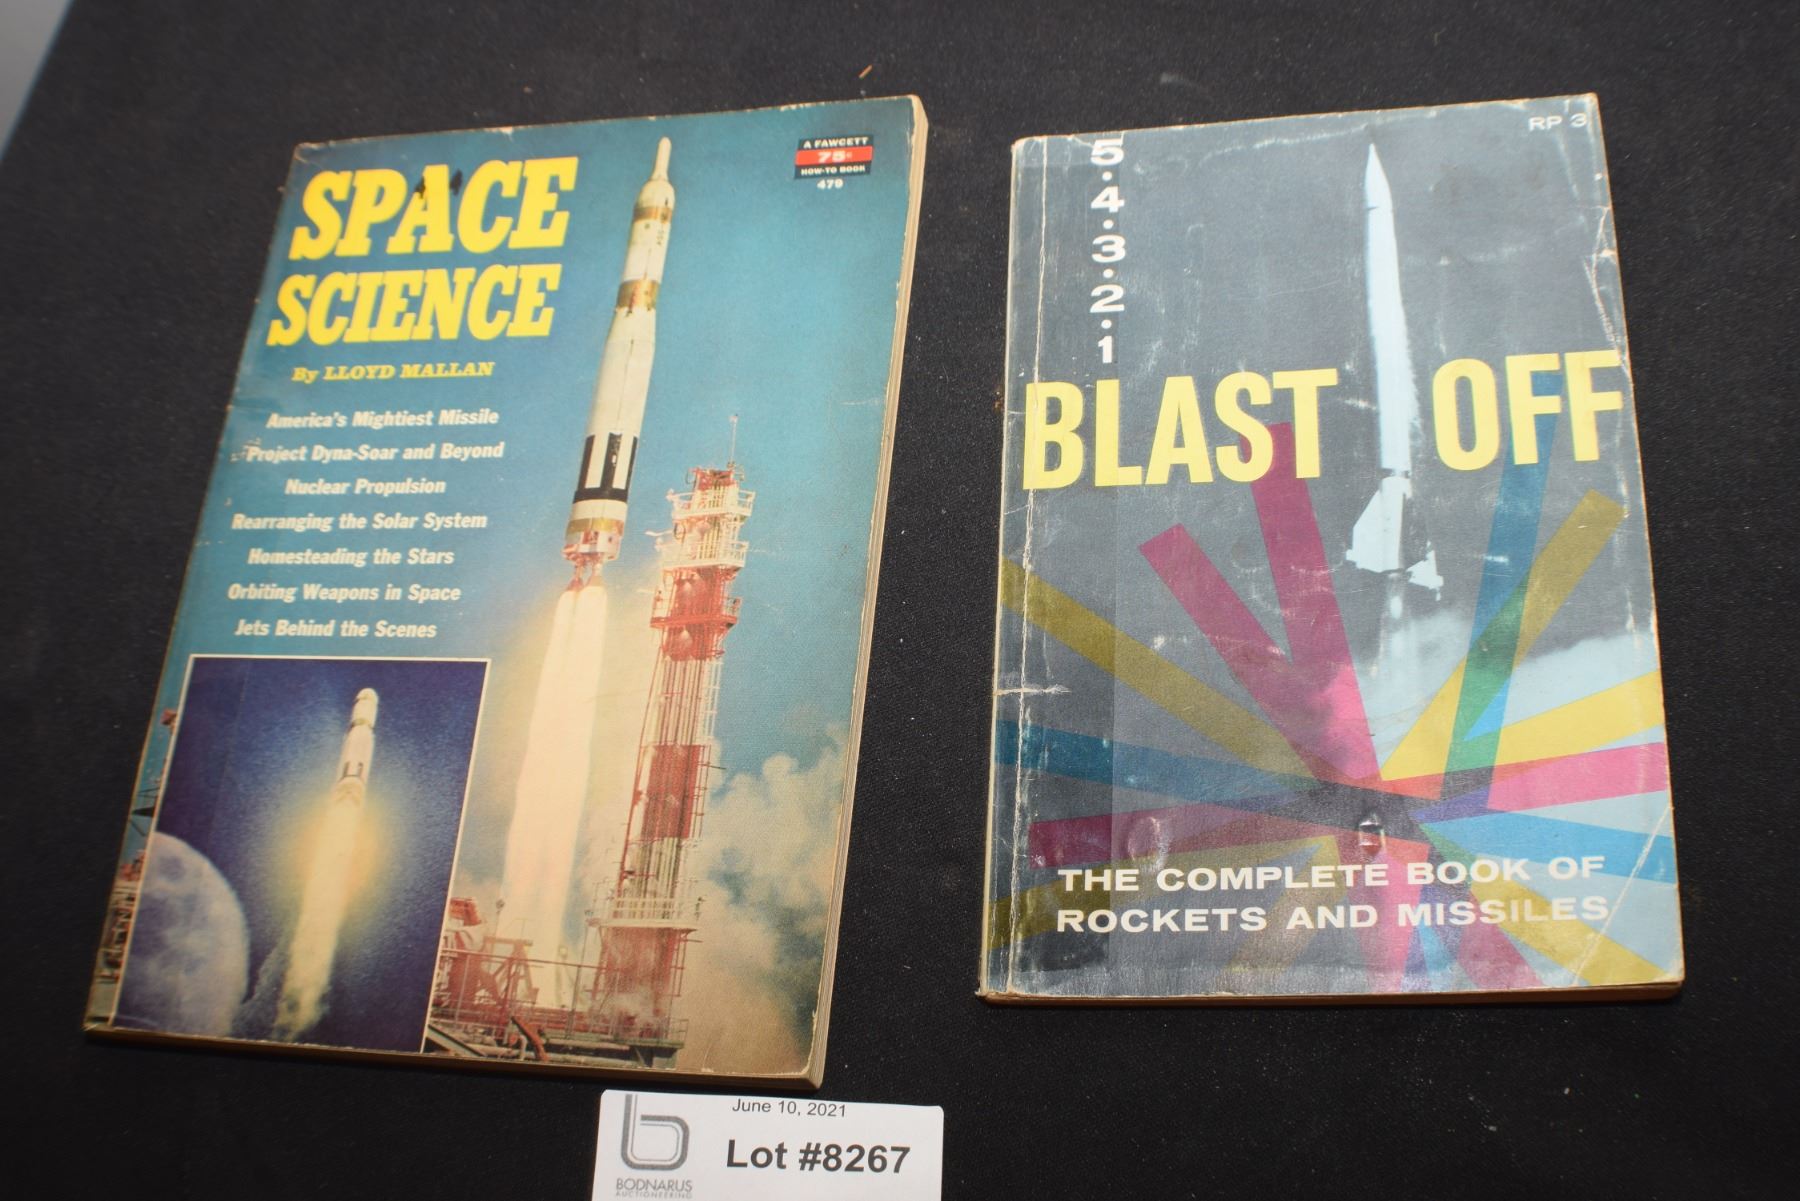 SPACE
SCIENCE
By LLOYD MALLAN
America's Mightiest Missile
Project Dyna-Soar and Beyond
Nuclear Propulsion
Rearranging the Solar System
Homesteading the Stars
Orbiting Weapons in Space
Jets Behind the Scenes
A FAWCETT
75¢
HOW-TO BOOK
479
RP 3
5.4.3.2.1
BLAST OFF
THE COMPLETE BOOK OF
ROCKETS AND MISSILES
June 10, 2021
Lot #8267
b
BODNARUS
AUCTIONEERING